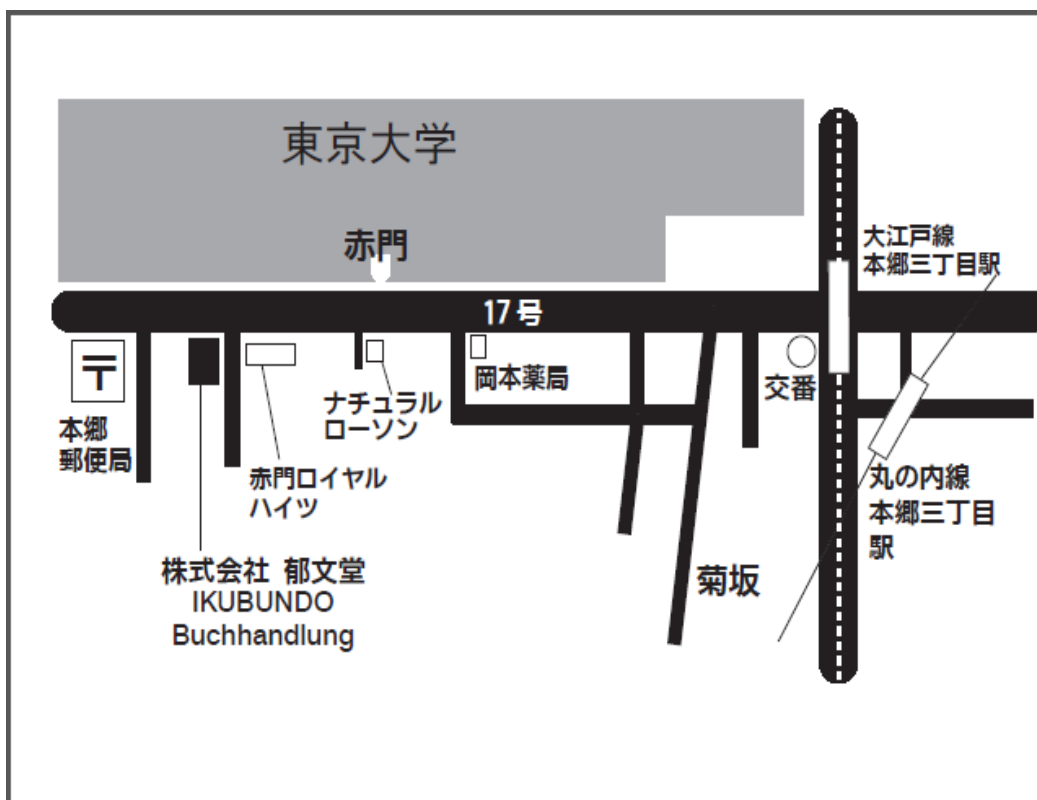 東京大学
赤門
大江戸線
本郷三丁目駅
17号
〒
本郷
郵便局
ナチュラル
ローソン
岡本薬局
交番
赤門ロイヤル
ハイツ
丸の内線
本郷三丁目
駅
株式会社 郁文堂
IKUBUNDO
Buchhandlung
菊坂